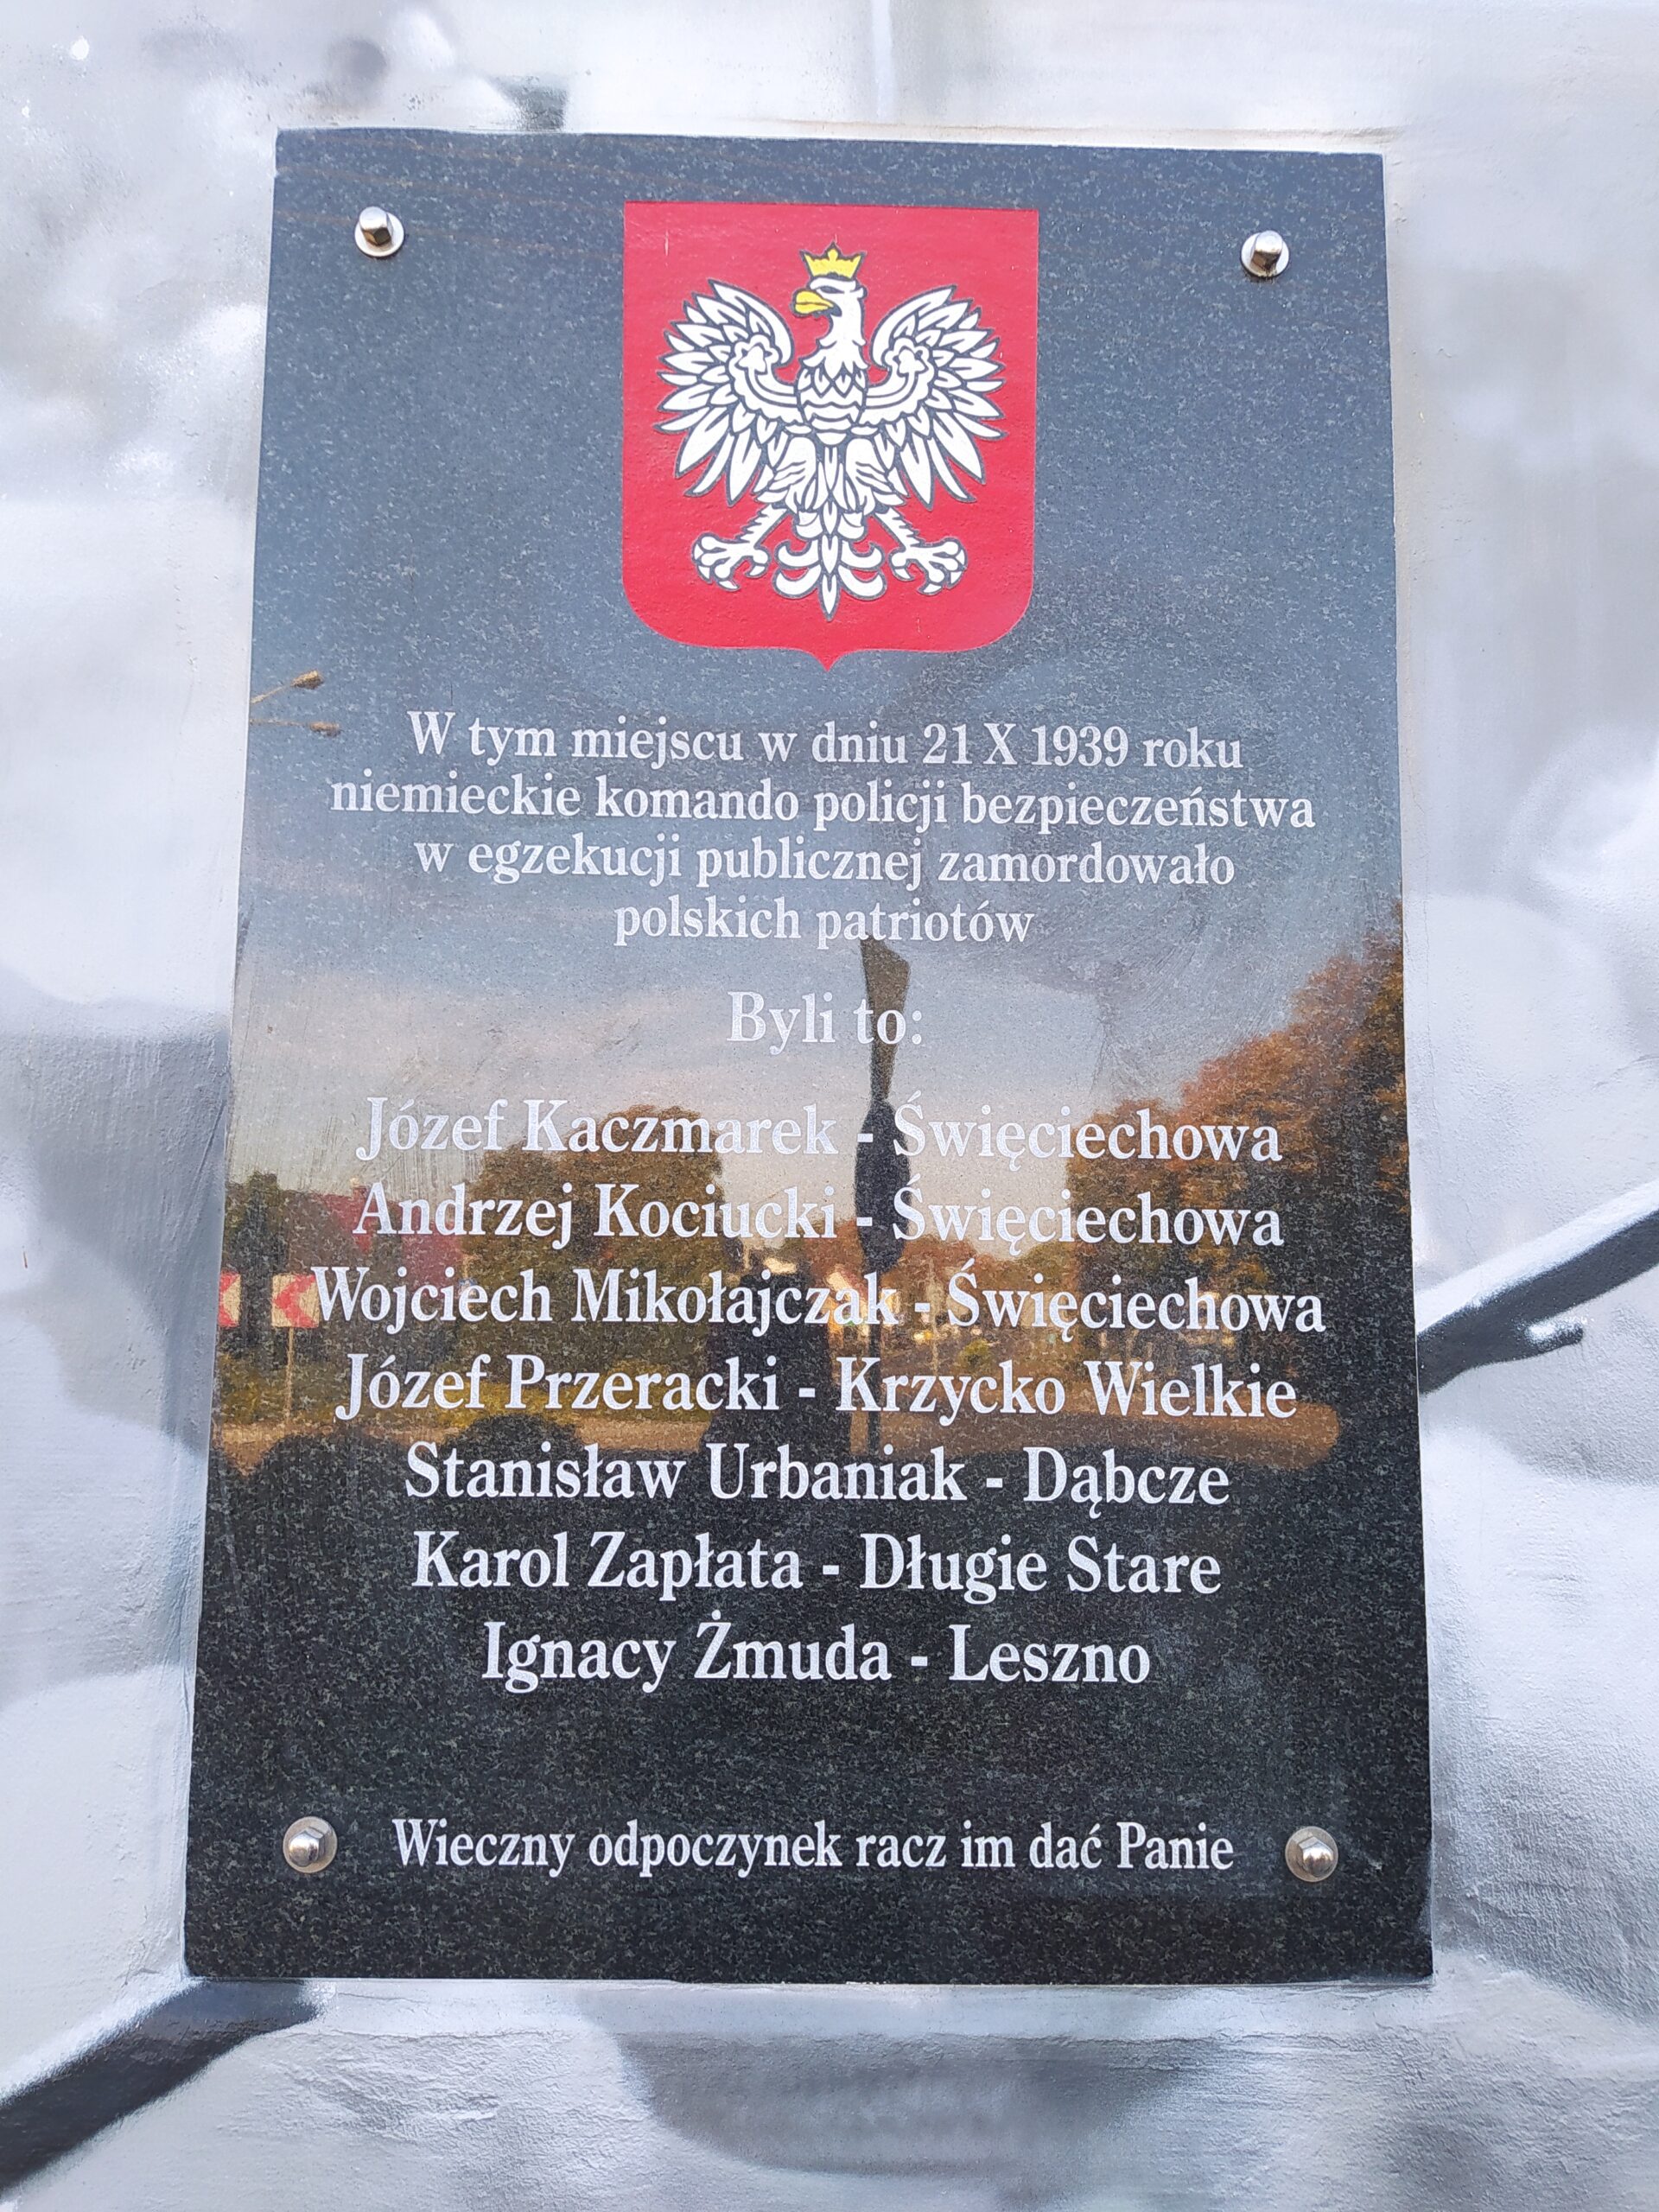 W tym miejscu w dniu 21 X 1939 roku
niemieckie komando policji bezpieczeństwa
w egzekucji publicznej zamordowało
polskich patriotów
Byli to:
Józef Kaczmarek - Święciechowa
Andrzej Kociucki - Święciechowa
Wojciech Mikołajczak - Święciechowa
Józef Przeracki - Krzycko Wielkie
Stanisław Urbaniak - Dąbcze
Karol Zapłata - Długie Stare
Ignacy Żmuda - Leszno
Wieczny odpoczynek racz im dać Panie